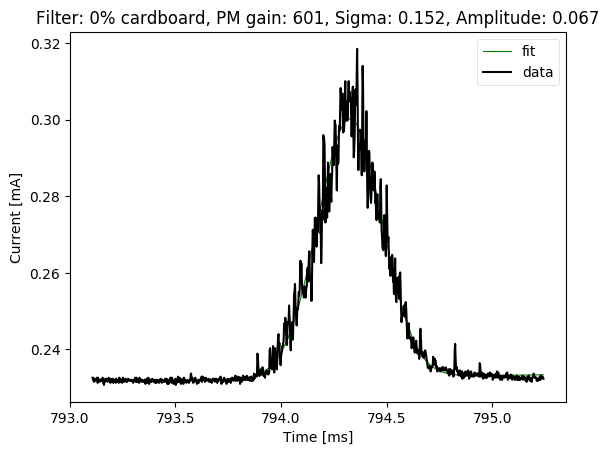 Filter: 0% cardboard, PM gain: 601, Sigma: 0.152, Amplitude: 0.067
fit
data
0.32
0.30
0.28
0.26
0.24
Current [mA]
793.0 793.5 794.0 794.5 795.0
Time [ms]